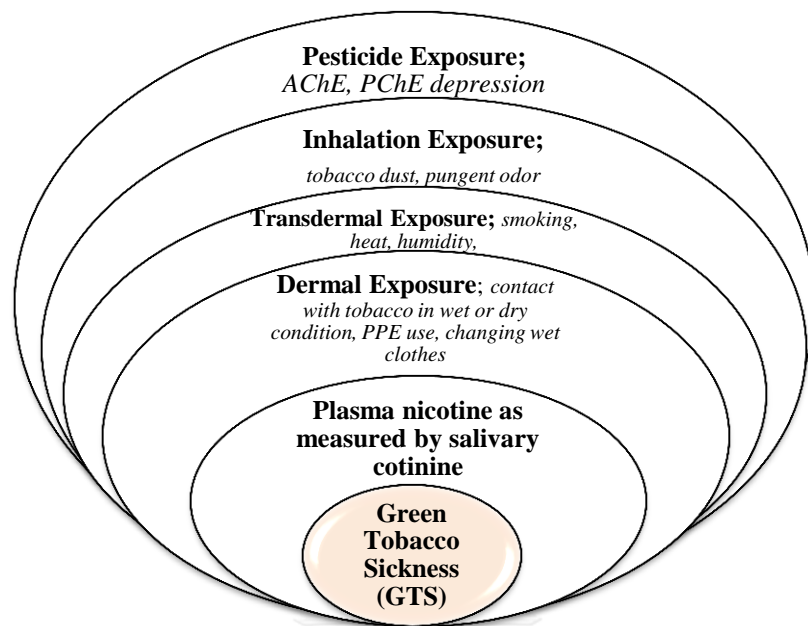 Pesticide Exposure;
AChE, PChE depression
Inhalation Exposure;
tobacco dust, pungent odor
Transdermal Exposure; smoking,
heat, humidity,
Dermal Exposure; contact
with tobacco in wet or dry
condition, PPE use, changing wet
clothes
Plasma nicotine as
measured by salivary
cotinine
Green
Tobacco
Sickness
(GTS)